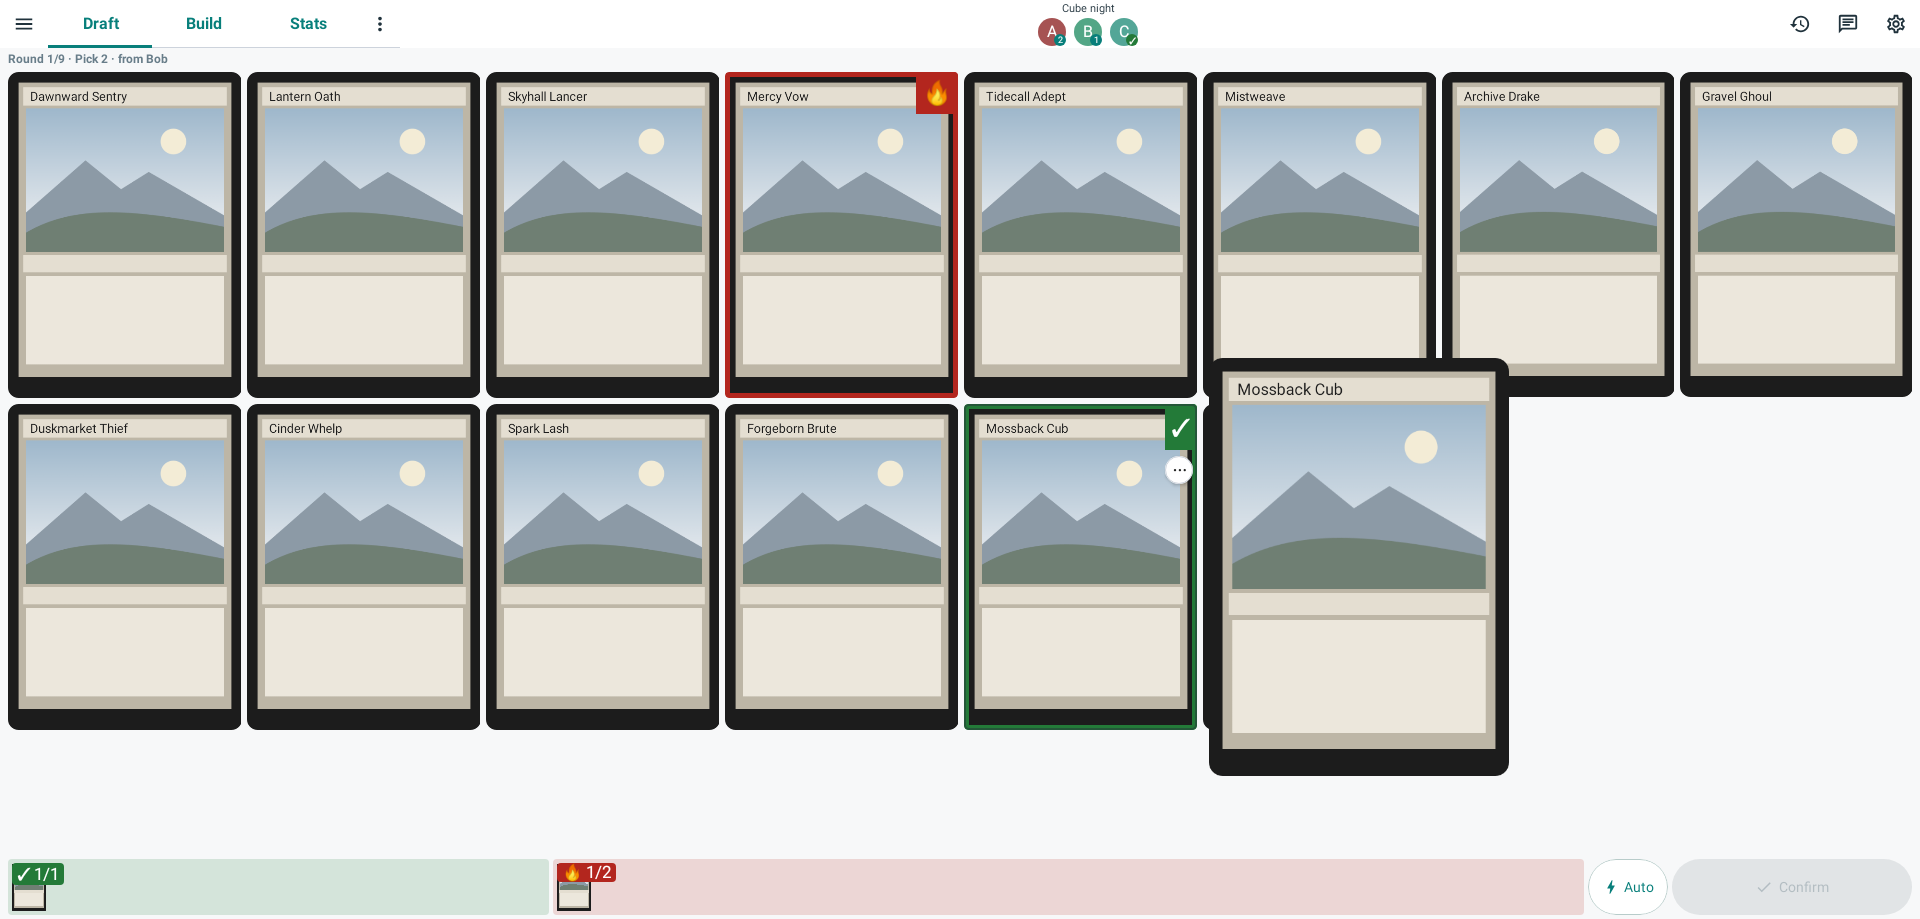 Draft
Build
Stats
Cube night
A
2
B
1
C
Round 1/9 · Pick 2 · from Bob
Dawnward Sentry
Lantern Oath
Skyhall Lancer
Mercy Vow
Tidecall Adept
Mistweave
Archive Drake
Gravel Ghoul
Duskmarket Thief
Cinder Whelp
Spark Lash
Forgeborn Brute
Mossback Cub
Mossback Cub
1/1
1/2
Auto
Confirm